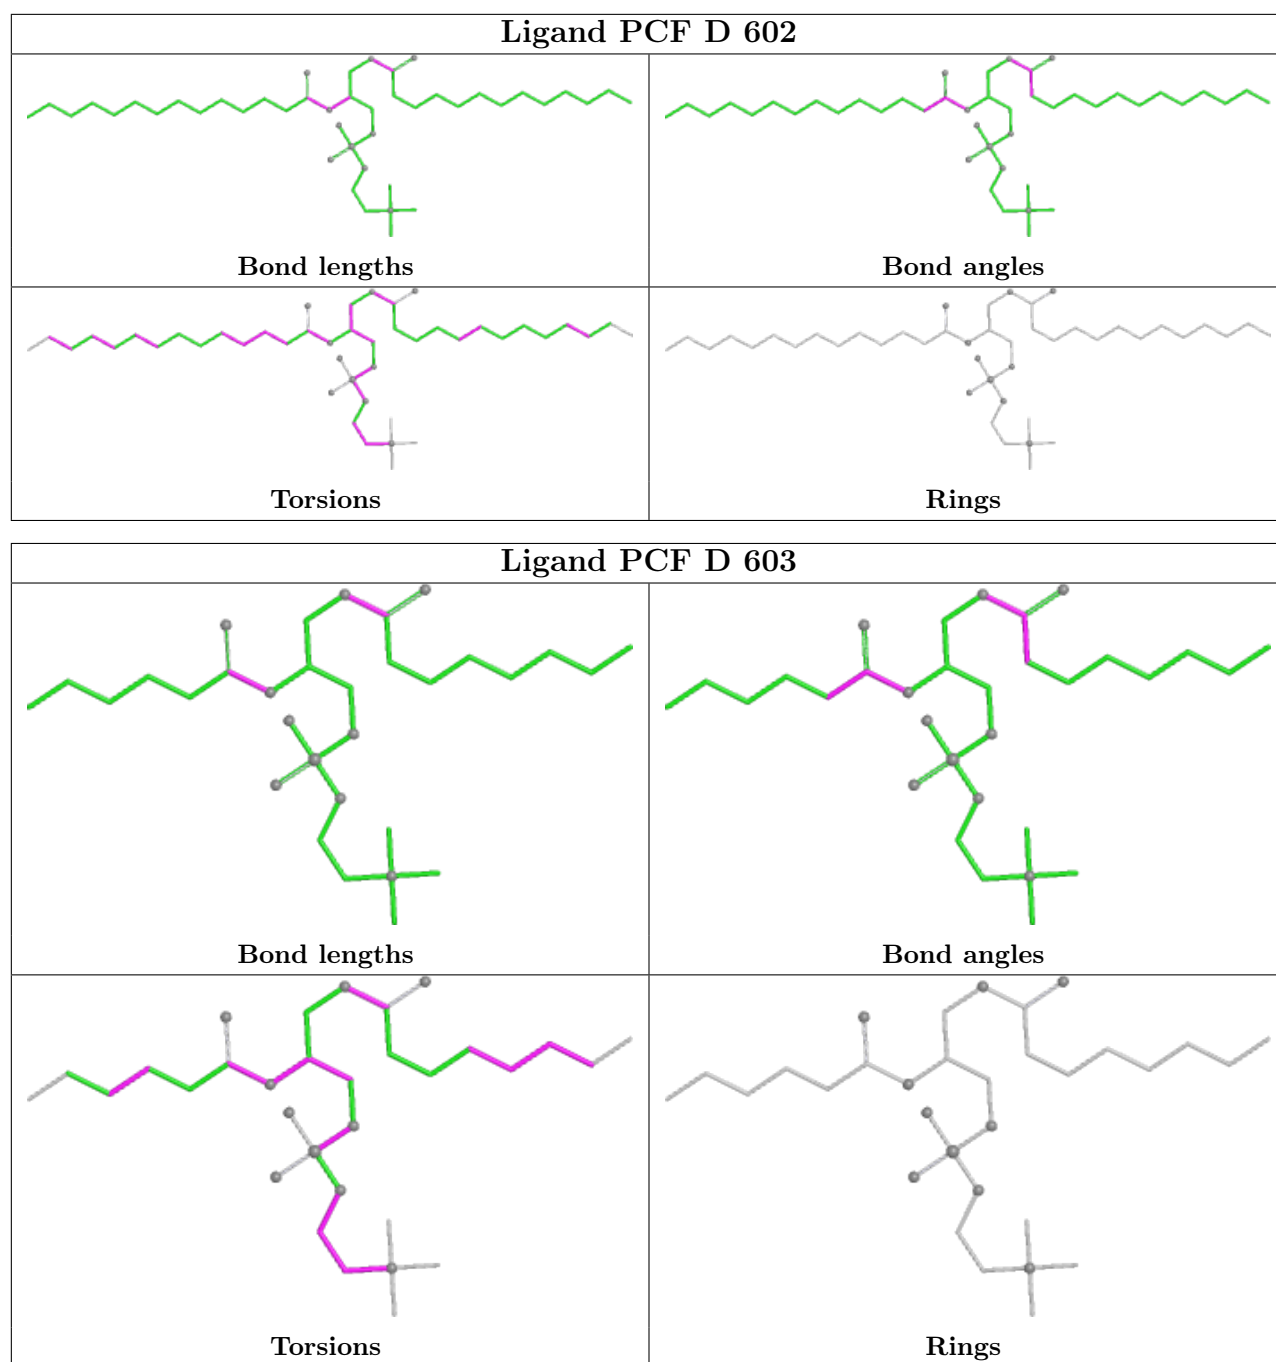 Ligand PCF D 602
Bond lengths
Bond angles
Torsions
Rings
Ligand PCF D 603
Bond lengths
Bond angles
Torsions
Rings